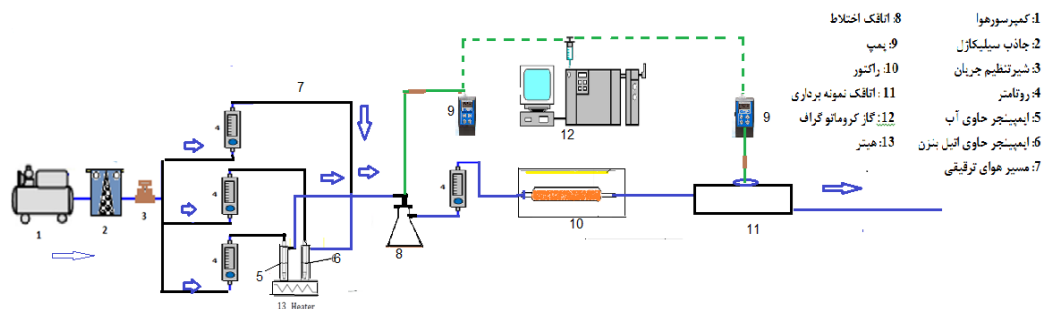 1: کمپرسورهوا
2: جاذب سیلیکاژل
3: شیرتنظیم جریان
4: روتامتر
5: ایمپینجر حاوی آب
6: ایمپینجر حاوی اتیل بنزن
7: مسیر هوای ترقیقی
8: اتاقک اختلاط
9: پمپ
10: راکتور
11: اتاقک نمونه برداری
12: گاز کروماتو گراف
13: هیتر
7
4
9
12
9
4
4
1
2
3
4
5
6
8
10
11
13 Heater